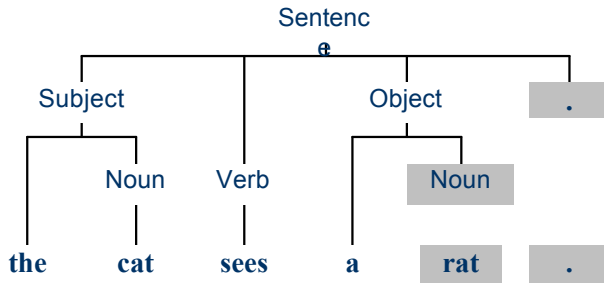 Sentenc
e
Subject Object .
Noun Verb Noun
the cat sees a rat .